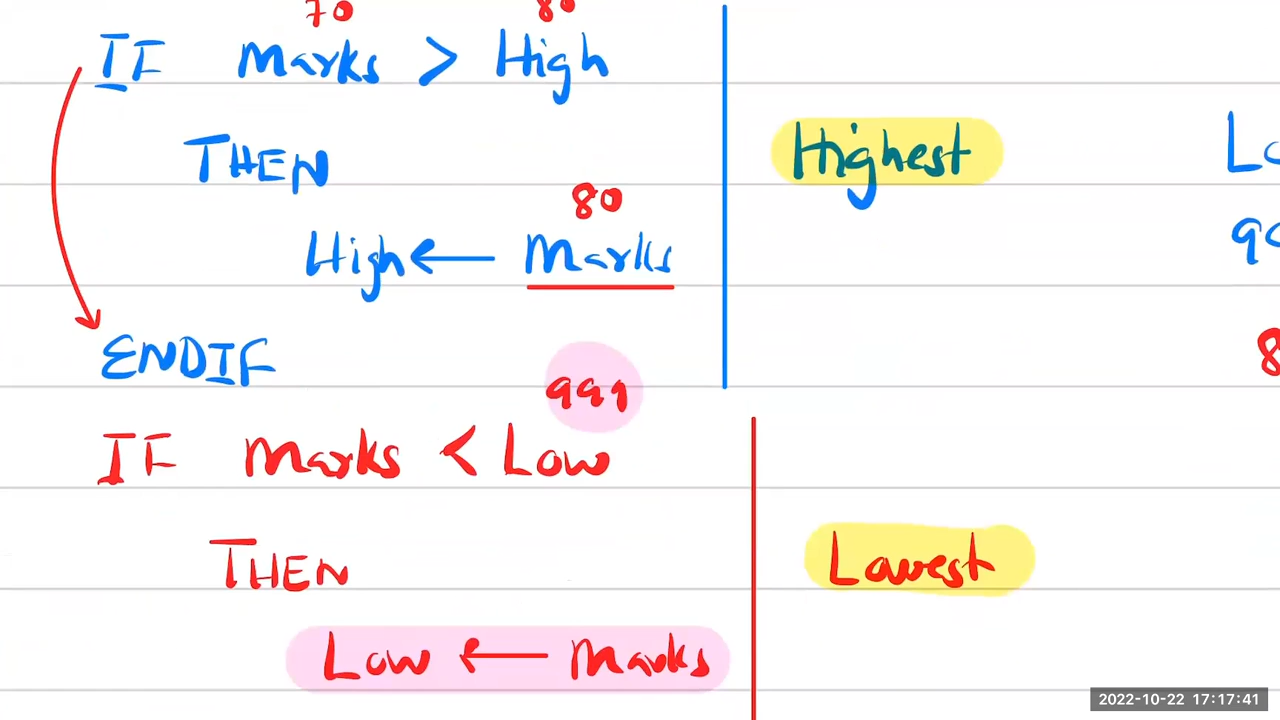 70 80
IF Marks > High
Highest
THEN
80
High ← Marks
ENDIF
999
IF Marks < Low
THEN
Lowest
Low ← Marks
2022-10-22 17:17:41